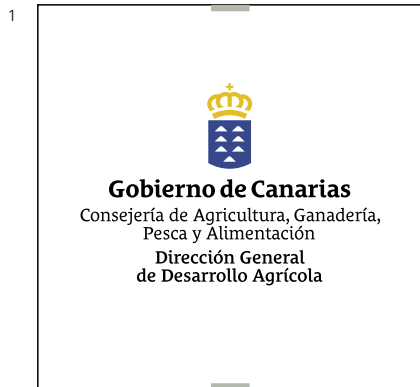 1
Gobierno de Canarias
Consejería de Agricultura, Ganadería,
Pesca y Alimentación
Dirección General
de Desarrollo Agrícola